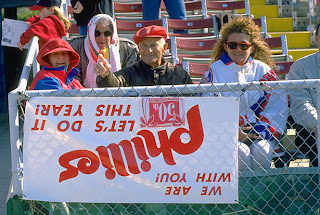 WE ARE
WITH YOU!
Phillies
LET'S DO IT
THIS YEAR!